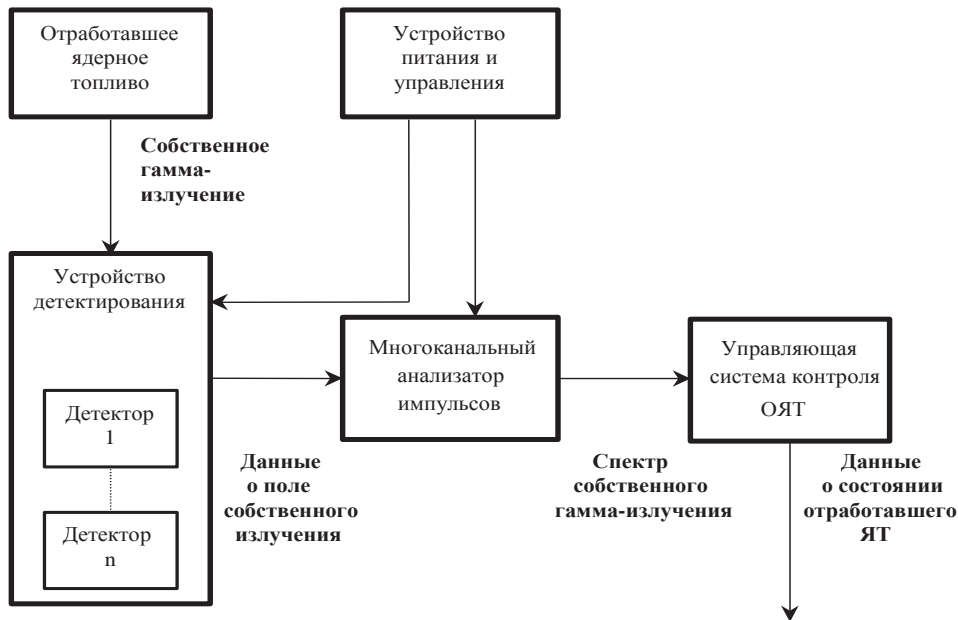 Отработавшее
ядерное
топливо
Устройство
питания и
управления
Собственное
гамма-
излучение
Устройство
детектирования
Детектор
1
Детектор
n
Многоканальный
анализатор
импульсов
Управляющая
система контроля
ОЯТ
Данные
о поле
собственного
излучения
Спектр
собственного
гамма-излучения
Данные
о состоянии
отработавшего
ЯТ